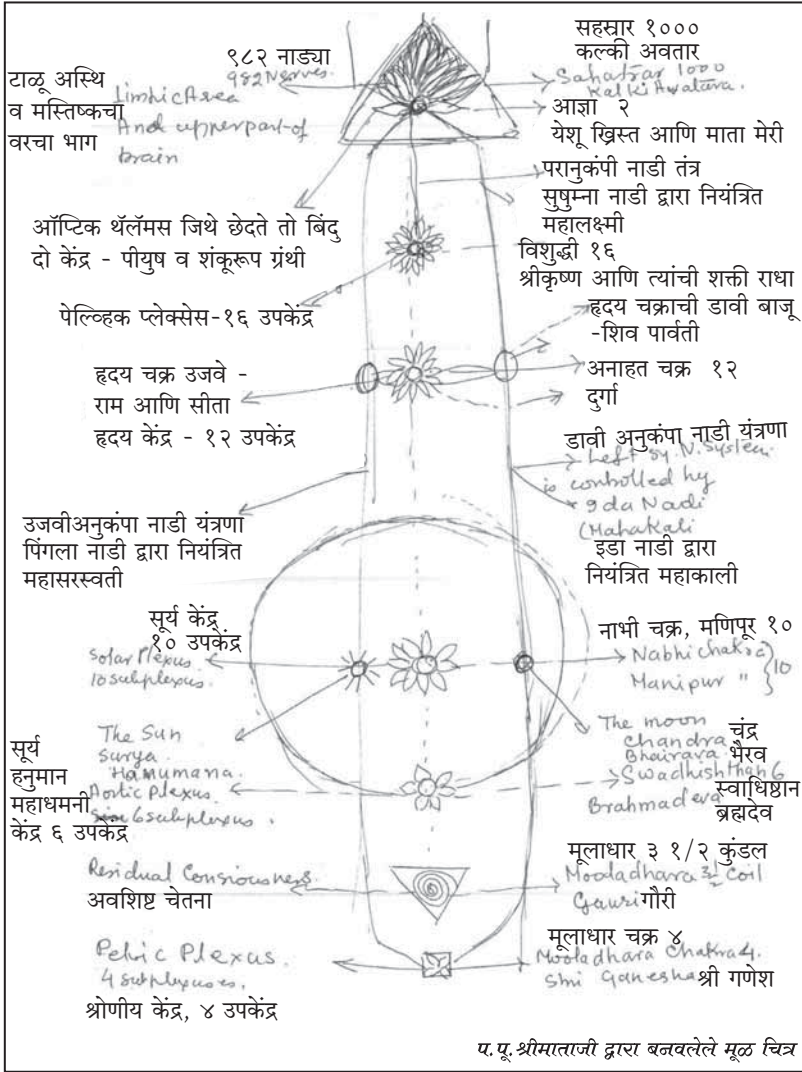 सहस्रार १०००
कल्की अवतार
९८२ नाड्या
982 Nerves.
Sahatrar 1000
Kalki Avatara.
टाळू अस्थि
व मस्तिष्कचा
वरचा भाग
Limbic Area
And upper part of
brain
आज्ञा २
येशू ख्रिस्त आणि माता मेरी
परानुकंपी नाडी तंत्र
सुषुम्ना नाडी द्वारा नियंत्रित
महालक्ष्मी
ऑप्टिक थॅलॅमस जिथे छेदते तो बिंदु
दो केंद्र - पीयुष व शंकूरूप ग्रंथी
विशुद्धी १६
श्रीकृष्ण आणि त्यांची शक्ती राधा
पेल्व्हिक प्लेक्सेस-१६ उपकेंद्र
हृदय चक्राची डावी बाजू
-शिव पार्वती
हृदय चक्र उजवे -
राम आणि सीता
हृदय केंद्र - १२ उपकेंद्र
अनाहत चक्र १२
दुर्गा
डावी अनुकंपा नाडी यंत्रणा
Left Sy. N. System
is controlled by
Ida Nadi
(Mahakali
इडा नाडी द्वारा
नियंत्रित महाकाली
उजवीअनुकंपा नाडी यंत्रणा
पिंगला नाडी द्वारा नियंत्रित
महासरस्वती
सूर्य केंद्र
१० उपकेंद्र
Solar Plexus
10 subplexus.
नाभी चक्र, मणिपूर १०
Nabhi chakra
Manipur " } 10
The Sun
Surya.
Hanumana.
सूर्य
हनुमान
The moon
chandra चंद्र
Bhairava भैरव
Aortic Plexus
6 subplexus.
महाधमनी
केंद्र ६ उपकेंद्र
Swadhishthan 6
स्वाधिष्ठान
Brahmadeva
ब्रह्मदेव
Residual Consiousness.
अवशिष्ट चेतना
मूलाधार ३ १/२ कुंडल
Mooladhara 3½ coil
Gauri गौरी
Pelvic Plexus.
4 subplexuses.
श्रोणीय केंद्र, ४ उपकेंद्र
मूलाधार चक्र ४
Mooladhara Chakra 4.
Shri Ganesha श्री गणेश
प.पू.श्रीमाताजी द्वारा बनवलेले मूळ चित्र